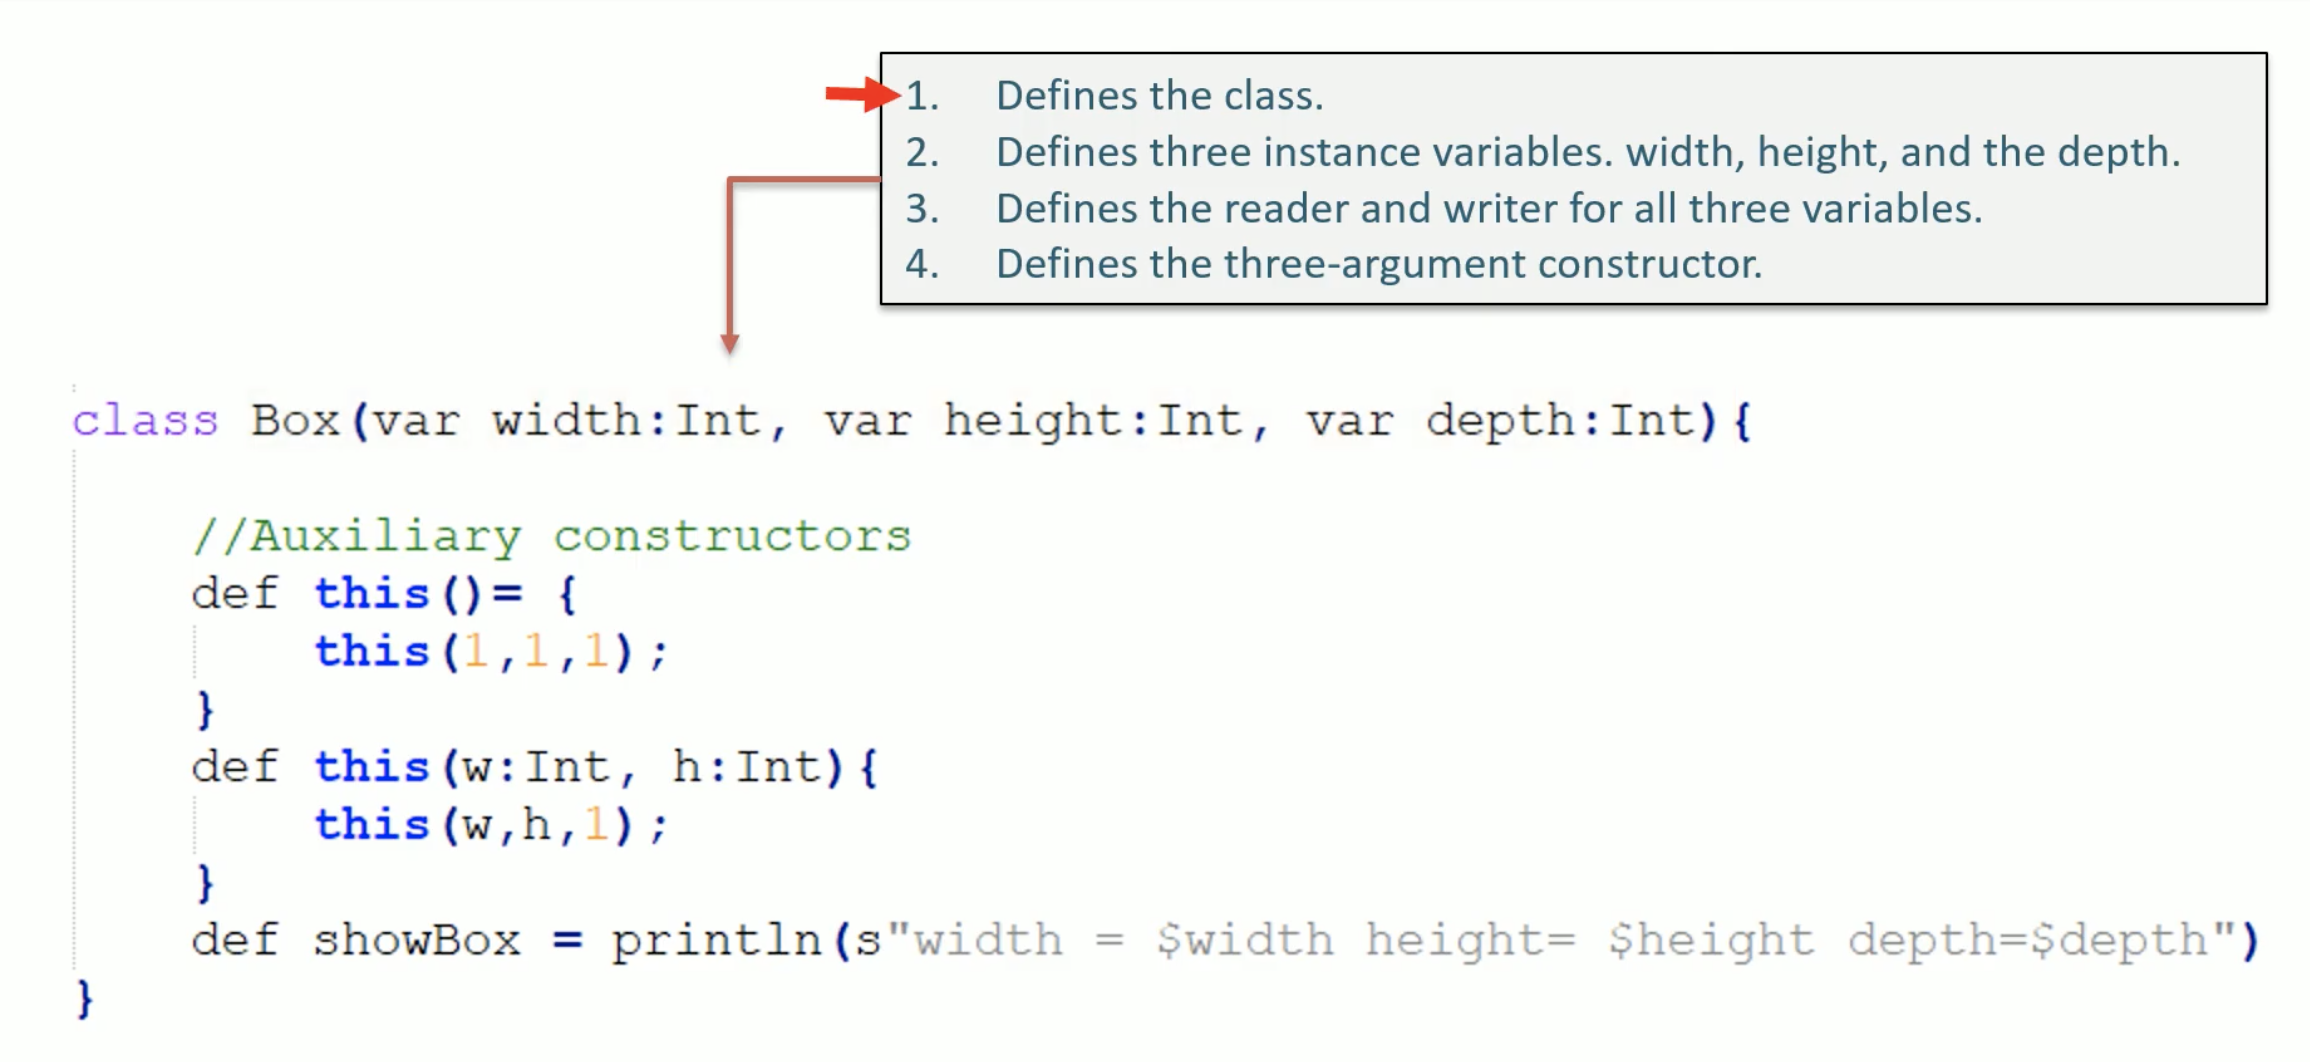 1. Defines the class.
2. Defines three instance variables. width, height, and the depth.
3. Defines the reader and writer for all three variables.
4. Defines the three-argument constructor.
class Box(var width:Int, var height:Int, var depth:Int){
//Auxiliary constructors
def this()= {
this(1,1,1);
}
def this(w:Int, h:Int){
this(w,h,1);
}
def showBox = println(s"width = $width height= $height depth=$depth")
}